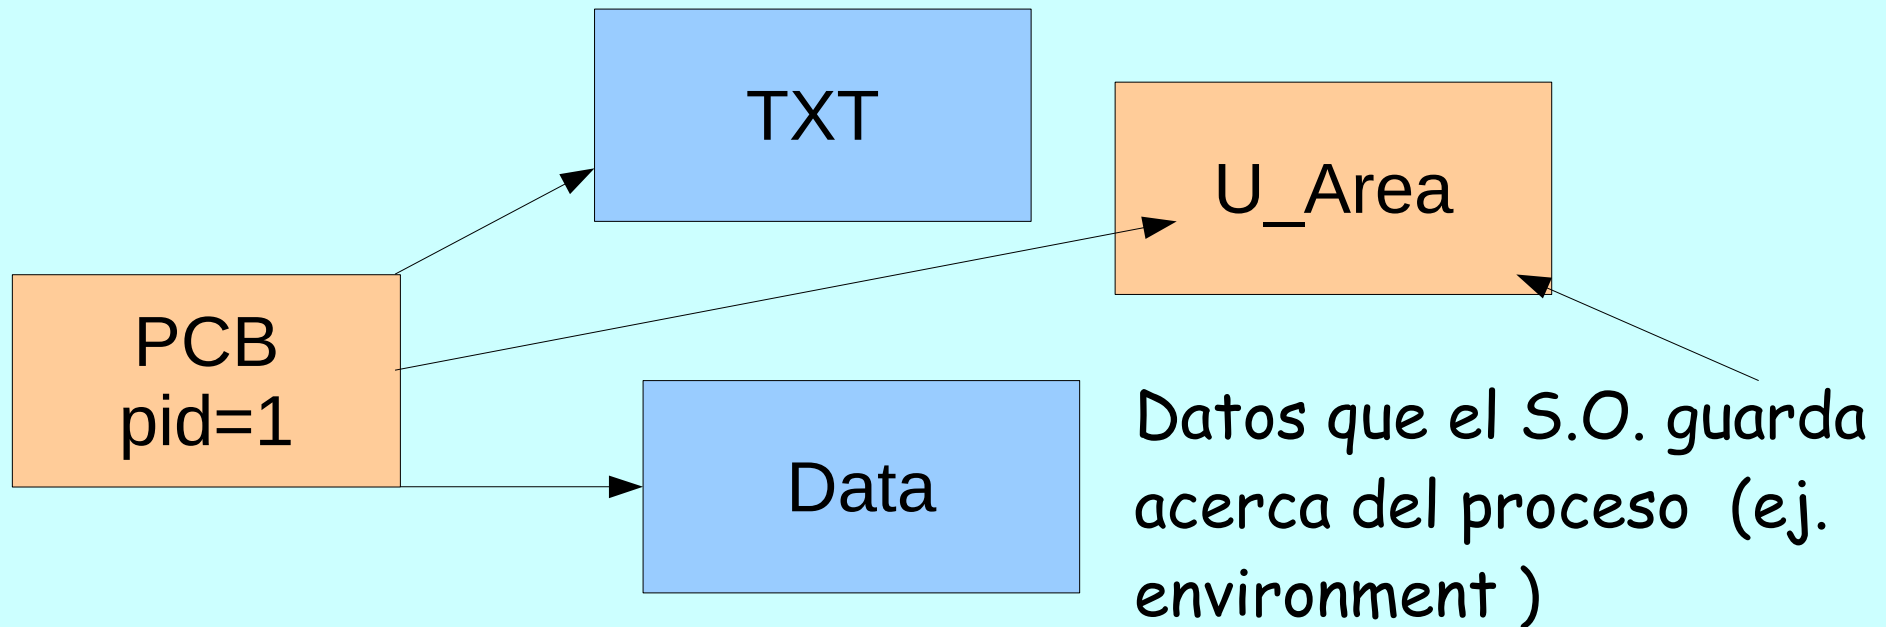 TXT
U_Area
PCB
pid=1
Data
Datos que el S.O. guarda
acerca del proceso (ej.
environment )